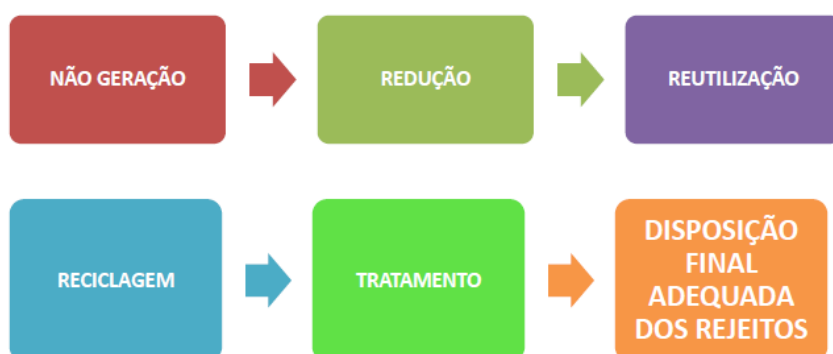 NÃO GERAÇÃO
REDUÇÃO
REUTILIZAÇÃO
RECICLAGEM
TRATAMENTO
DISPOSIÇÃO
FINAL
ADEQUADA
DOS REJEITOS